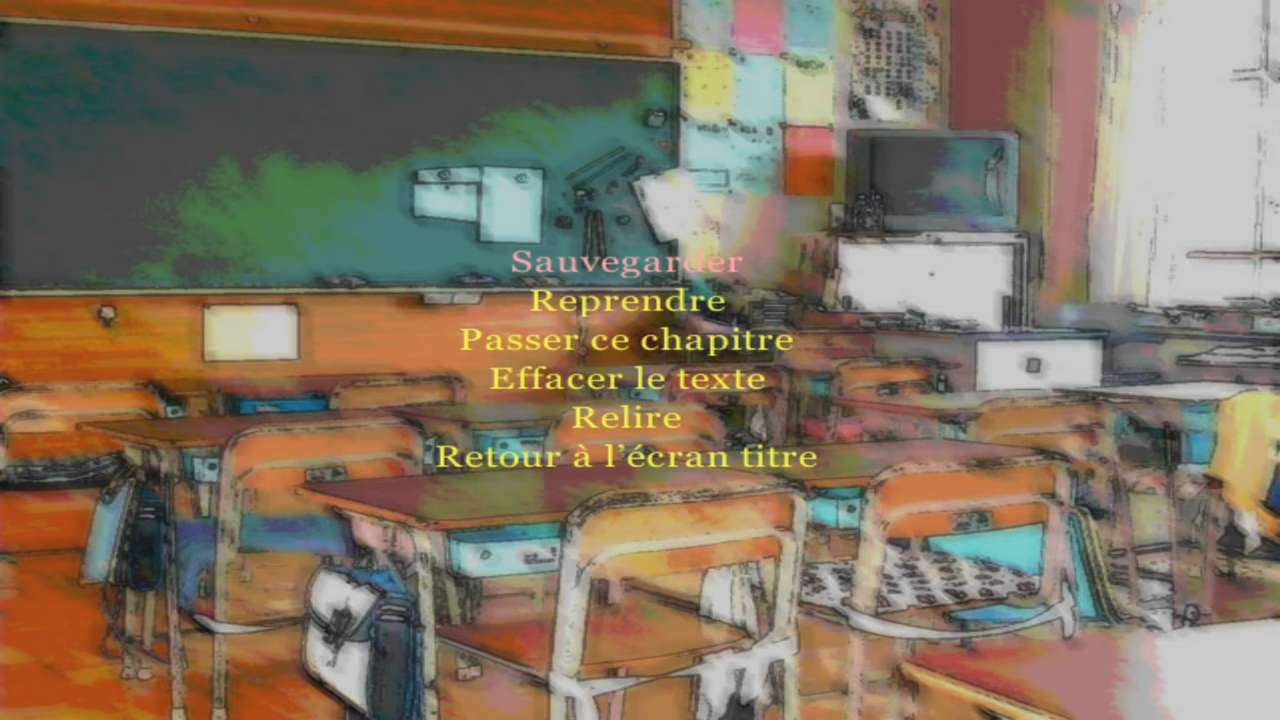 Sauvegarder
Reprendre
Passer ce chapitre
Effacer le texte
Relire
Retour à l’écran titre